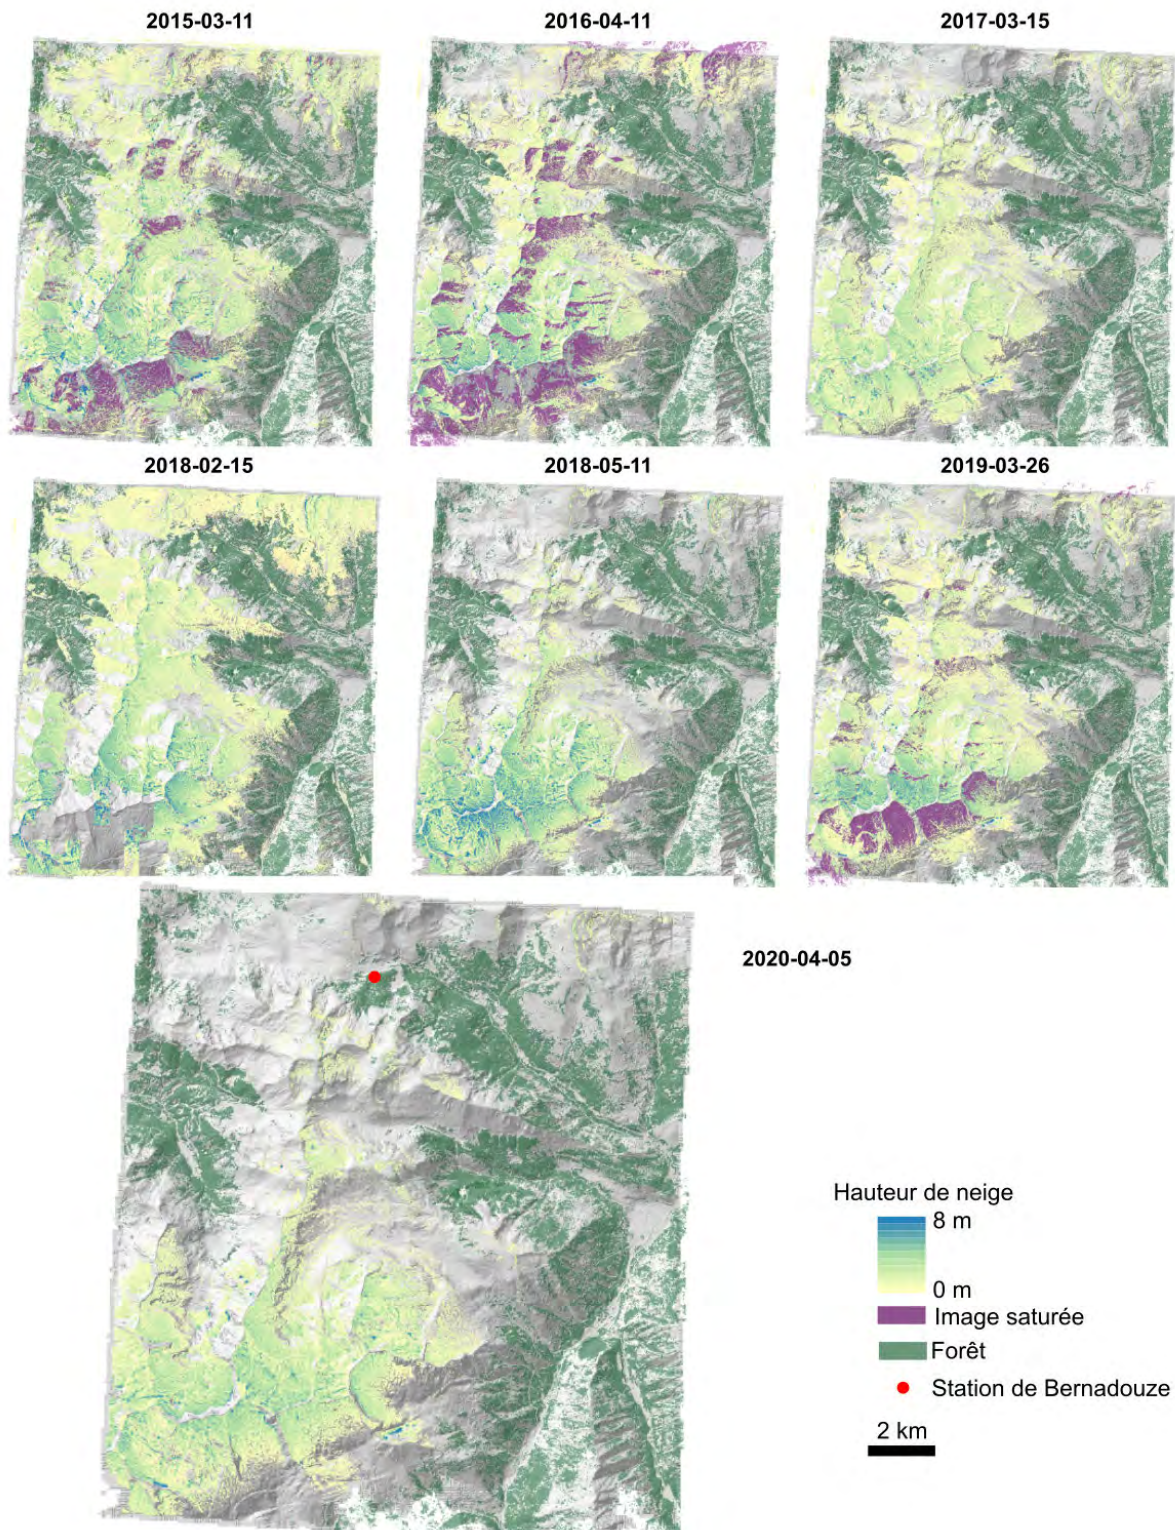 2015-03-11
2016-04-11
2017-03-15
2018-02-15
2018-05-11
2019-03-26
2020-04-05
Hauteur de neige
8 m
0 m
Image saturée
Forêt
Station de Bernadouze
2 km